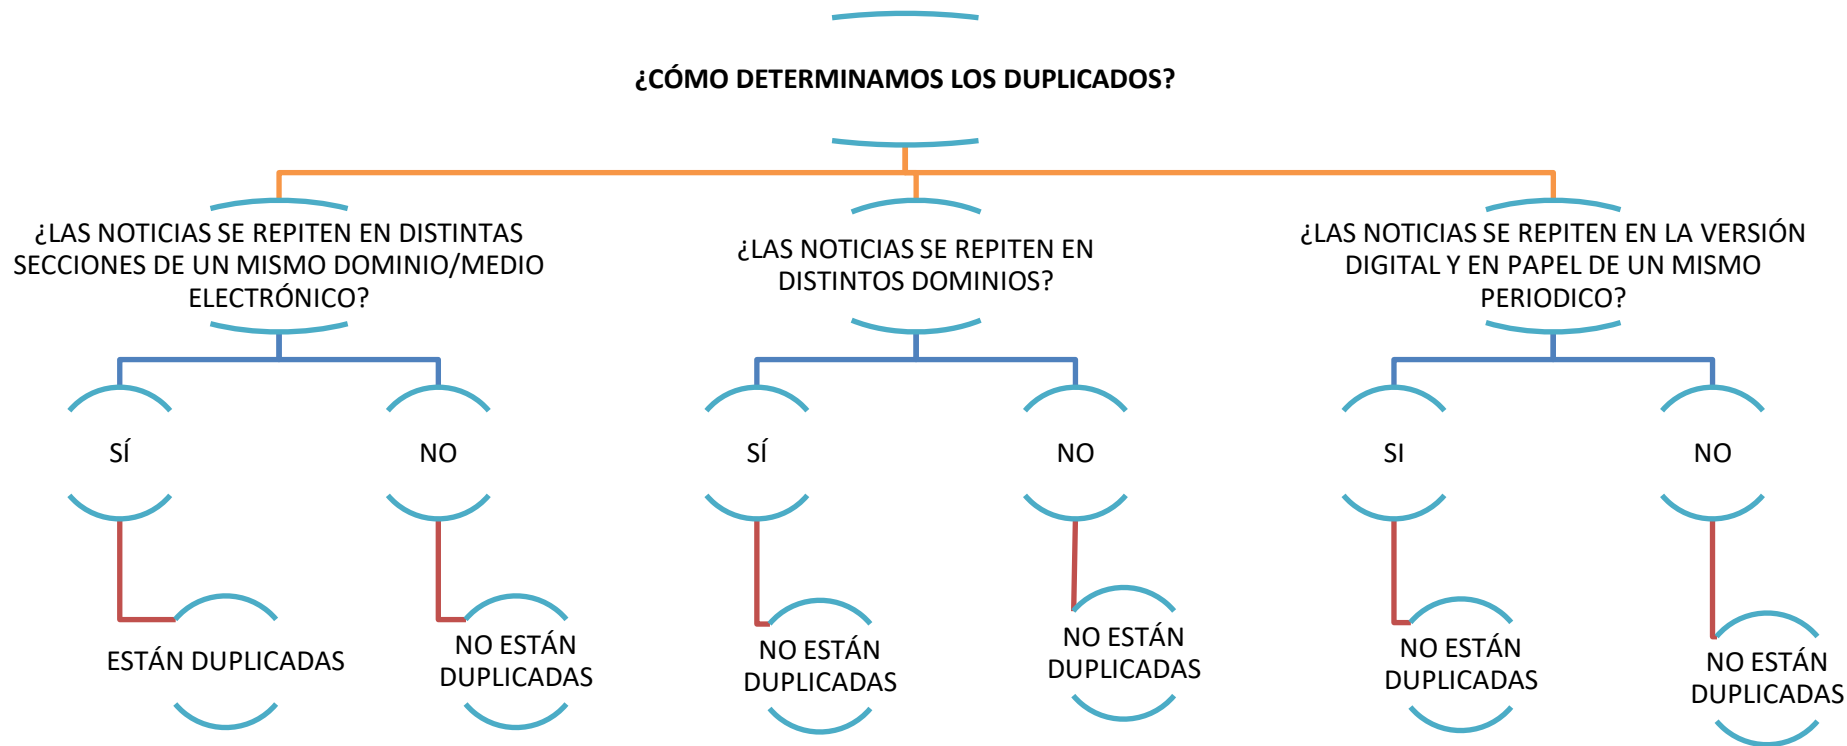 ¿CÓMO DETERMINAMOS LOS DUPLICADOS?
¿LAS NOTICIAS SE REPITEN EN DISTINTAS
SECCIONES DE UN MISMO DOMINIO/MEDIO
ELECTRÓNICO?
¿LAS NOTICIAS SE REPITEN EN
DISTINTOS DOMINIOS?
¿LAS NOTICIAS SE REPITEN EN LA VERSIÓN
DIGITAL Y EN PAPEL DE UN MISMO
PERIODICO?
SÍ
NO
SÍ
NO
SI
NO
ESTÁN DUPLICADAS
NO ESTÁN
DUPLICADAS
NO ESTÁN
DUPLICADAS
NO ESTÁN
DUPLICADAS
NO ESTÁN
DUPLICADAS
NO ESTÁN
DUPLICADAS